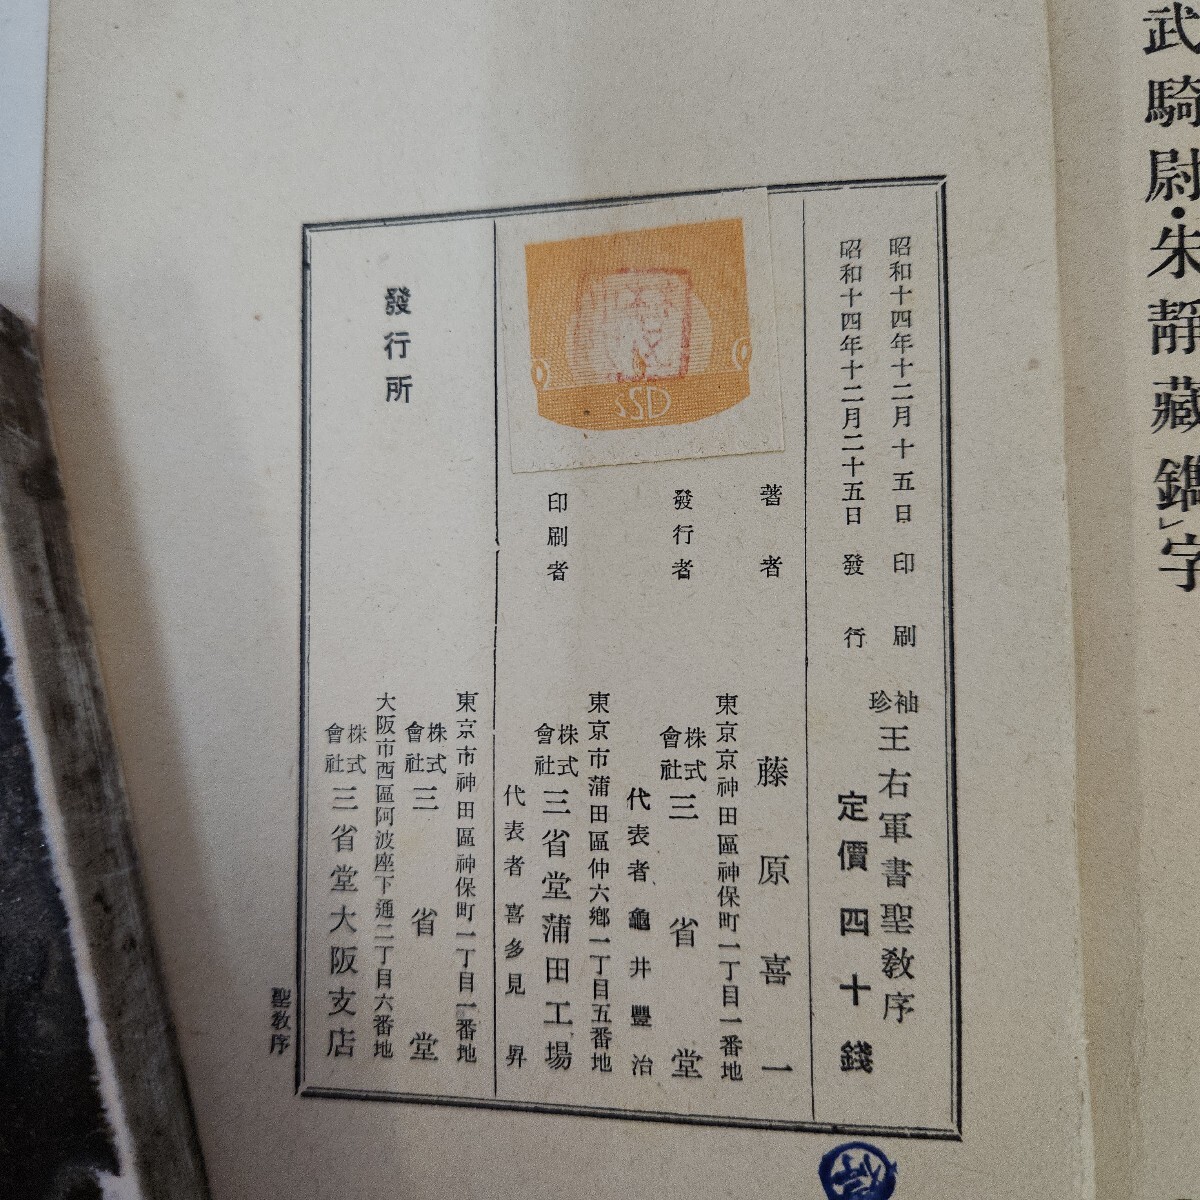 武騎尉・朱靜藏鐫」字
昭和十四年十二月十五日 印刷
昭和十四年十二月二十五日 發行
袖珍 王右軍書聖敎序
定價四十錢
著者 藤原喜一
發行者 東京京神田區神保町一丁目一番地
株式會社 三省堂
代表者 龜井豐治
印刷者 東京市蒲田區仲六鄕一丁目五番地
株式會社 三省堂蒲田工場
代表者 喜多見昇
發行所
東京市神田區神保町一丁目一番地
株式會社 三省堂
大阪市西區阿波座下通二丁目六番地
株式會社 三省堂大阪支店
聖敎序
SSD